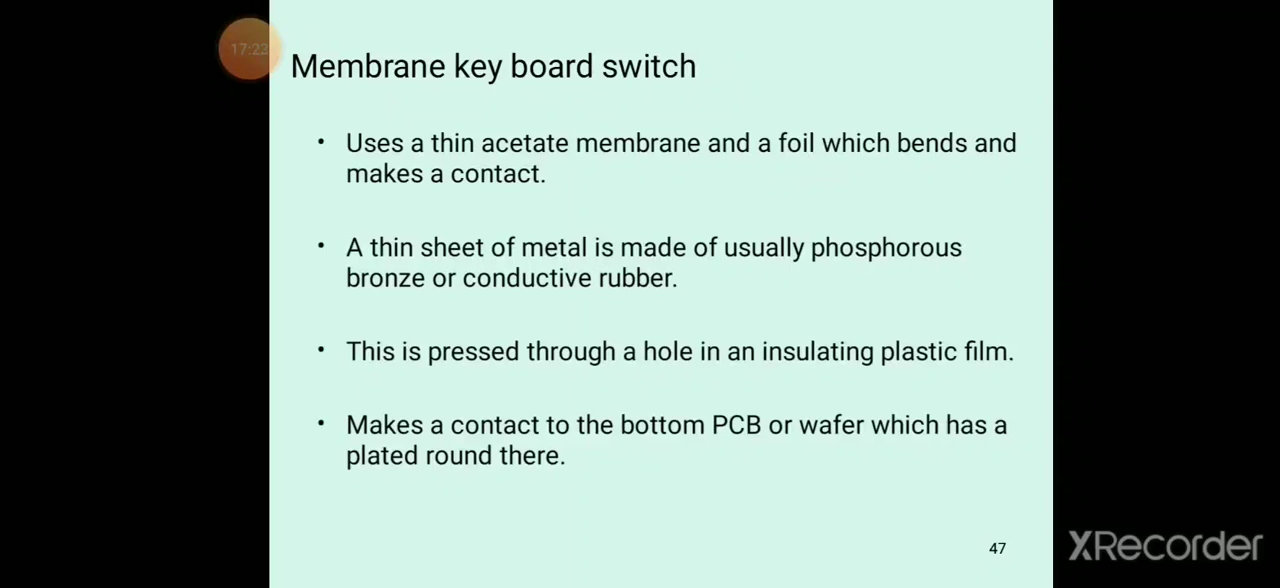 17:23
Membrane key board switch
• Uses a thin acetate membrane and a foil which bends and
makes a contact.
• A thin sheet of metal is made of usually phosphorous
bronze or conductive rubber.
• This is pressed through a hole in an insulating plastic film.
• Makes a contact to the bottom PCB or wafer which has a
plated round there.
47
XRecorder